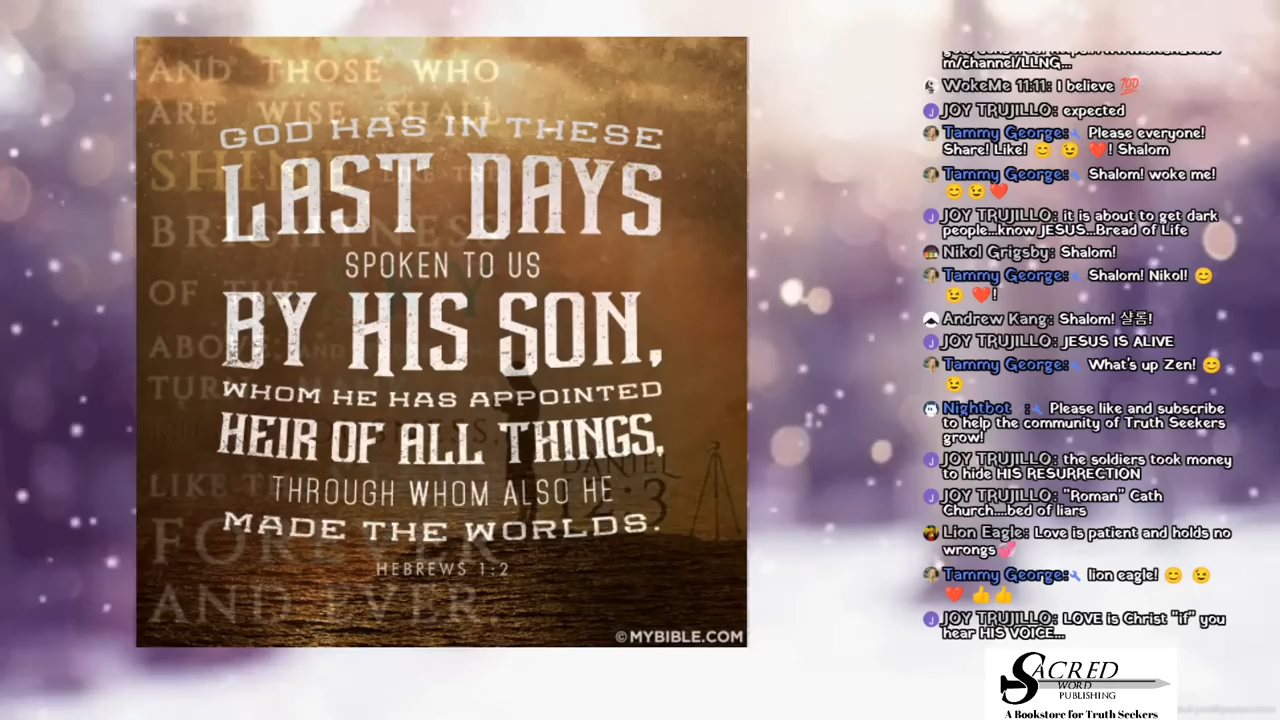 GOD HAS IN THESE
LAST DAYS
SPOKEN TO US
BY HIS SON,
WHOM HE HAS APPOINTED
HEIR OF ALL THINGS,
THROUGH WHOM ALSO HE
MADE THE WORLDS.
HEBREWS 1:2
AND THOSE WHO
ARE WISE SHALL
BRIGHTNESS
OF THE
SKY
ABOVE, AND
LIKE
FOREVER
AND EVER.
DANIEL
12:3
©MYBIBLE.COM
m/channel/LLNG...
WokeMe 11:11: I believe 💯
JOY TRUJILLO: expected
Tammy George: Please everyone!
Share! Like! 😊 😉 ❤️! Shalom
Tammy George: Shalom! woke me!
😊😉❤️
JOY TRUJILLO: it is about to get dark
people...know JESUS...Bread of Life
Nikol Grigsby: Shalom!
Tammy George: Shalom! Nikol! 😊
😉 ❤️!
Andrew Kang: Shalom! 샬롬!
JOY TRUJILLO: JESUS IS ALIVE
Tammy George: What's up Zen! 😊
😉
Nightbot : Please like and subscribe
to help the community of Truth Seekers
grow!
JOY TRUJILLO: the soldiers took money
to hide HIS RESURRECTION
JOY TRUJILLO: "Roman" Cath
Church....bed of liars
Lion Eagle: Love is patient and holds no
wrongs💞
Tammy George: lion eagle! 😊 😉
❤️ 👍👍
JOY TRUJILLO: LOVE is Christ "if" you
hear HIS VOICE...
SACRED
WORD
PUBLISHING
A Bookstore for Truth Seekers